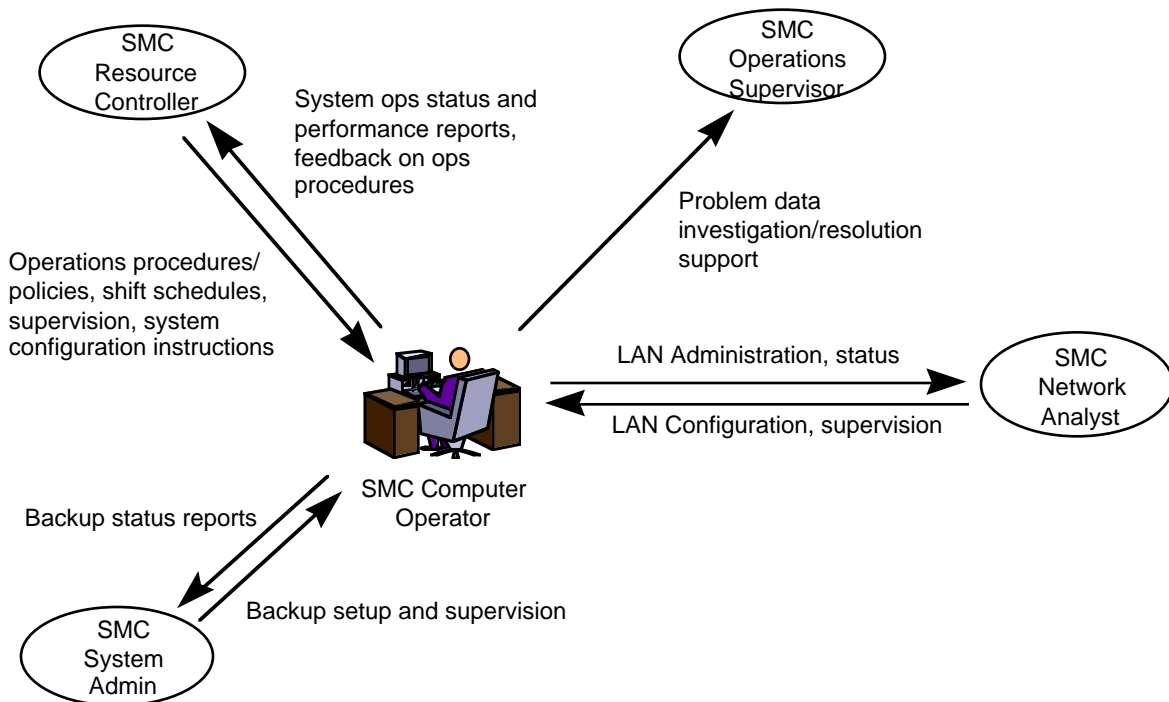 SMC
Resource
Controller
System ops status and
performance reports,
feedback on ops
procedures
SMC
Operations
Supervisor
Problem data
investigation/resolution
support
Operations procedures/
policies, shift schedules,
supervision, system
configuration instructions
LAN Administration, status
LAN Configuration, supervision
SMC
Network
Analyst
SMC Computer
Operator
Backup status reports
Backup setup and supervision
SMC
System
Admin